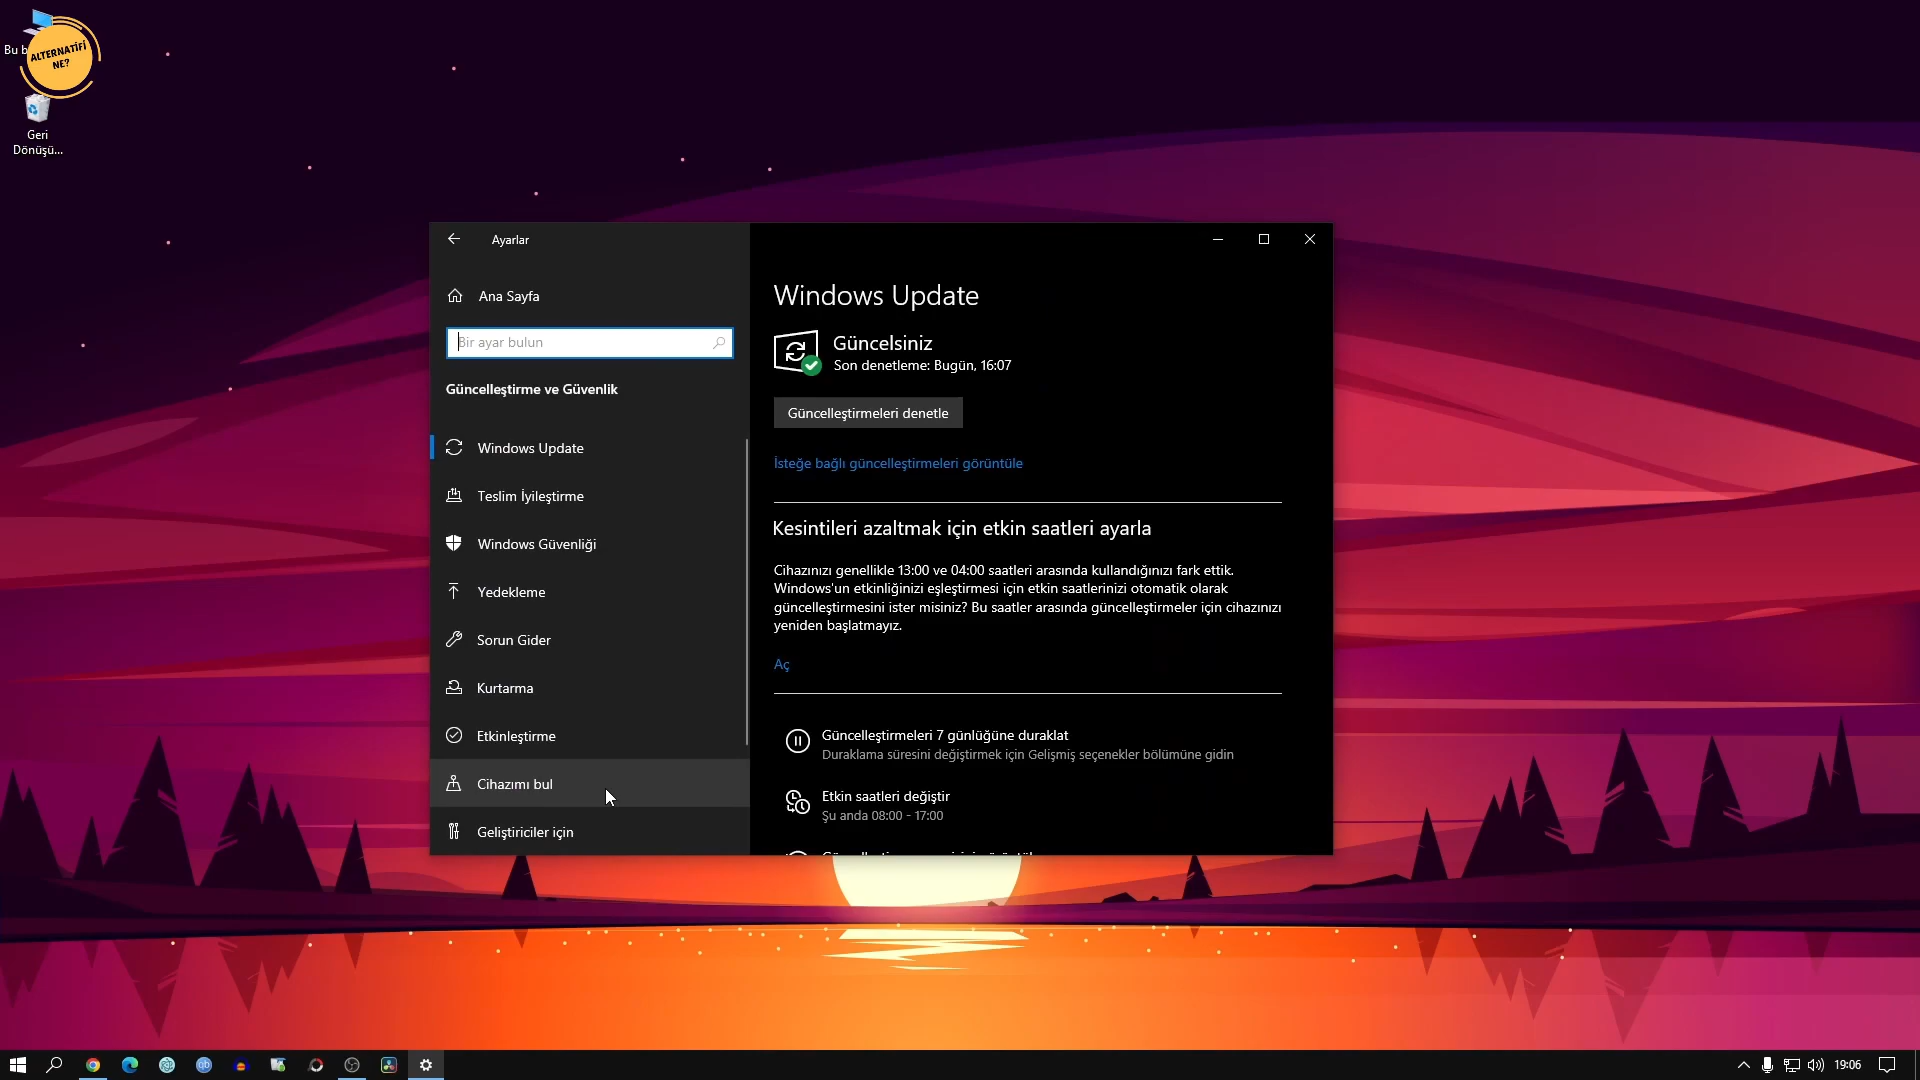 Bu b
ALTERNATİFİ
NE?
Geri
Dönüşü...
Ayarlar
Ana Sayfa
Bir ayar bulun
Güncelleştirme ve Güvenlik
Windows Update
Teslim İyileştirme
Windows Güvenliği
Yedekleme
Sorun Gider
Kurtarma
Etkinleştirme
Cihazımı bul
Geliştiriciler için
Windows Update
Güncelsiniz
Son denetleme: Bugün, 16:07
Güncelleştirmeleri denetle
İsteğe bağlı güncelleştirmeleri görüntüle
Kesintileri azaltmak için etkin saatleri ayarla
Cihazınızı genellikle 13:00 ve 04:00 saatleri arasında kullandığınızı fark ettik.
Windows'un etkinliğinizi eşleştirmesi için etkin saatlerinizi otomatik olarak
güncelleştirmesini ister misiniz? Bu saatler arasında güncelleştirmeler için cihazınızı
yeniden başlatmayız.
Aç
Güncelleştirmeleri 7 günlüğüne duraklat
Duraklama süresini değiştirmek için Gelişmiş seçenekler bölümüne gidin
Etkin saatleri değiştir
Şu anda 08:00 - 17:00
qb
19:06